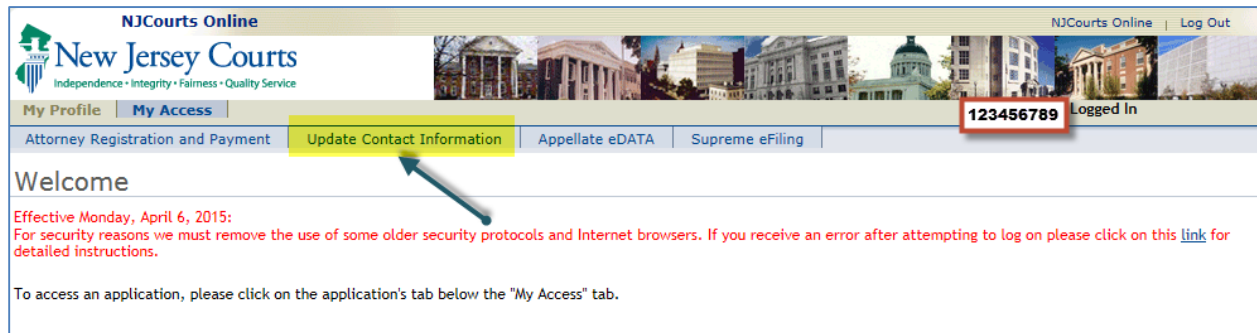 NJCourts Online
NJCourts Online | Log Out
New Jersey Courts
Independence • Integrity • Fairness • Quality Service
My Profile | My Access
123456789 Logged In
Attorney Registration and Payment | Update Contact Information | Appellate eDATA | Supreme eFiling |
Welcome
Effective Monday, April 6, 2015:
For security reasons we must remove the use of some older security protocols and Internet browsers. If you receive an error after attempting to log on please click on this link for
detailed instructions.
To access an application, please click on the application's tab below the "My Access" tab.